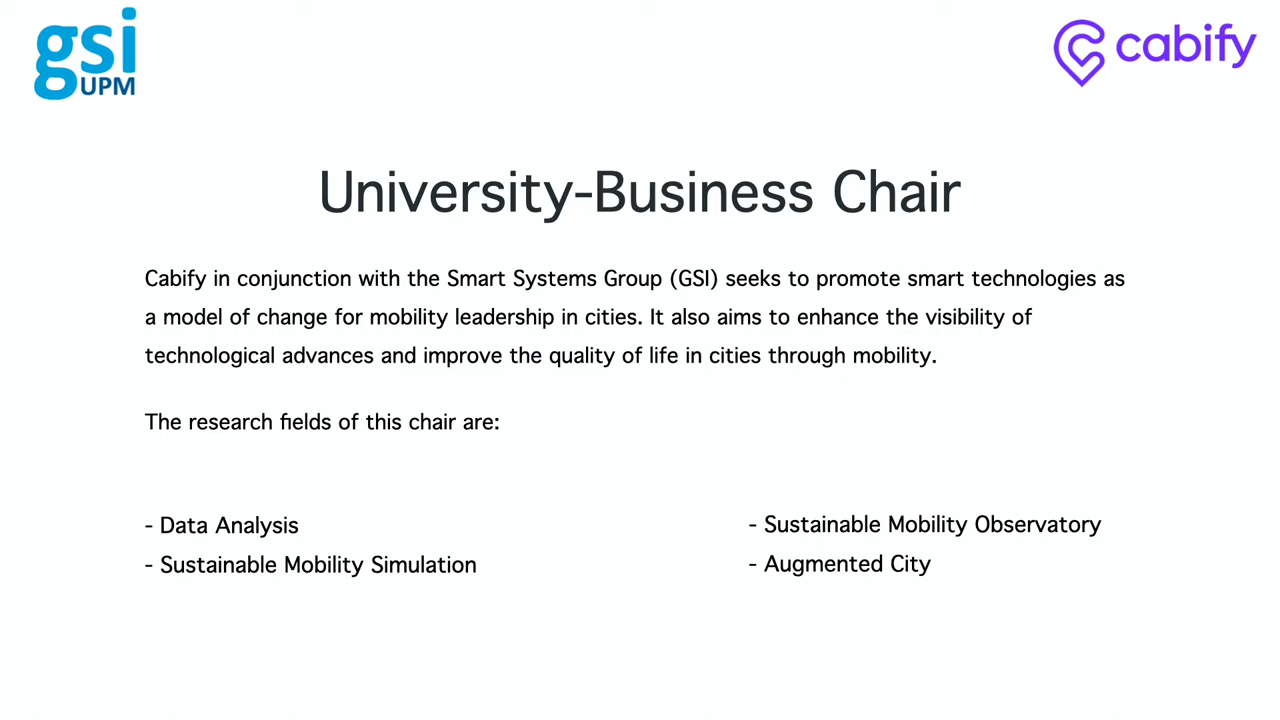 gsi
UPM
cabify
University-Business Chair
Cabify in conjunction with the Smart Systems Group (GSI) seeks to promote smart technologies as
a model of change for mobility leadership in cities. It also aims to enhance the visibility of
technological advances and improve the quality of life in cities through mobility.
The research fields of this chair are:
- Data Analysis
- Sustainable Mobility Simulation
- Sustainable Mobility Observatory
- Augmented City